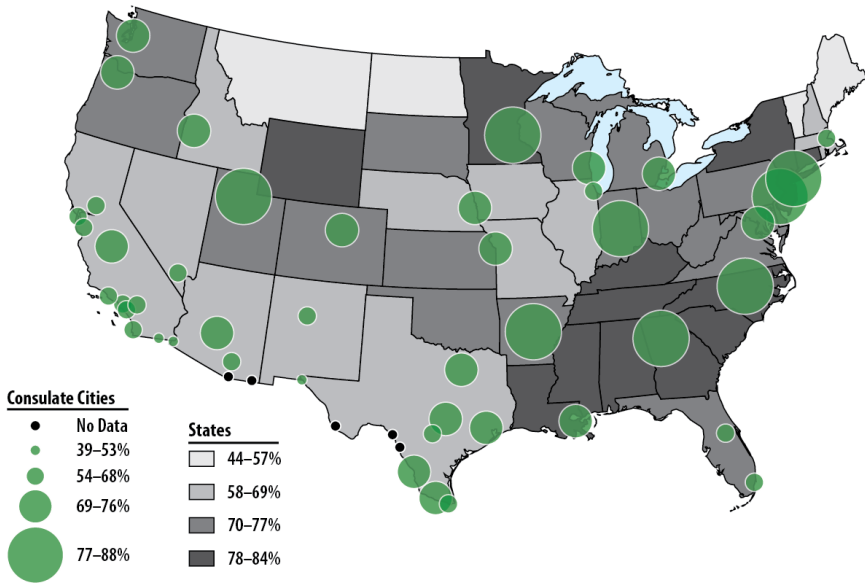 Consulate Cities
No Data
39–53%
54–68%
69–76%
77–88%
States
44–57%
58–69%
70–77%
78–84%